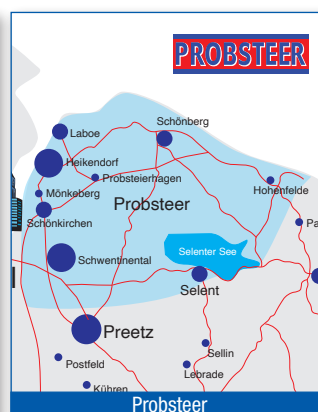 PROBSTEER
Laboe
Schönberg
Heikendorf
Probsteierhagen
Hohenfelde
Mönkeberg
Probsteer
Schönkirchen
Pa
Selenter See
Schwentinental
Selent
Preetz
Sellin
Postfeld
Lebrade
Kühren
Probsteer